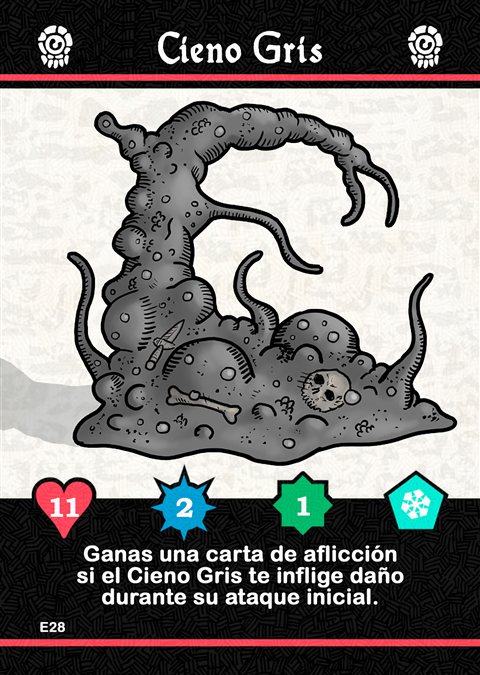 Cieno Gris
11
2
1
Ganas una carta de aflicción
si el Cieno Gris te inflige daño
durante su ataque inicial.
E28